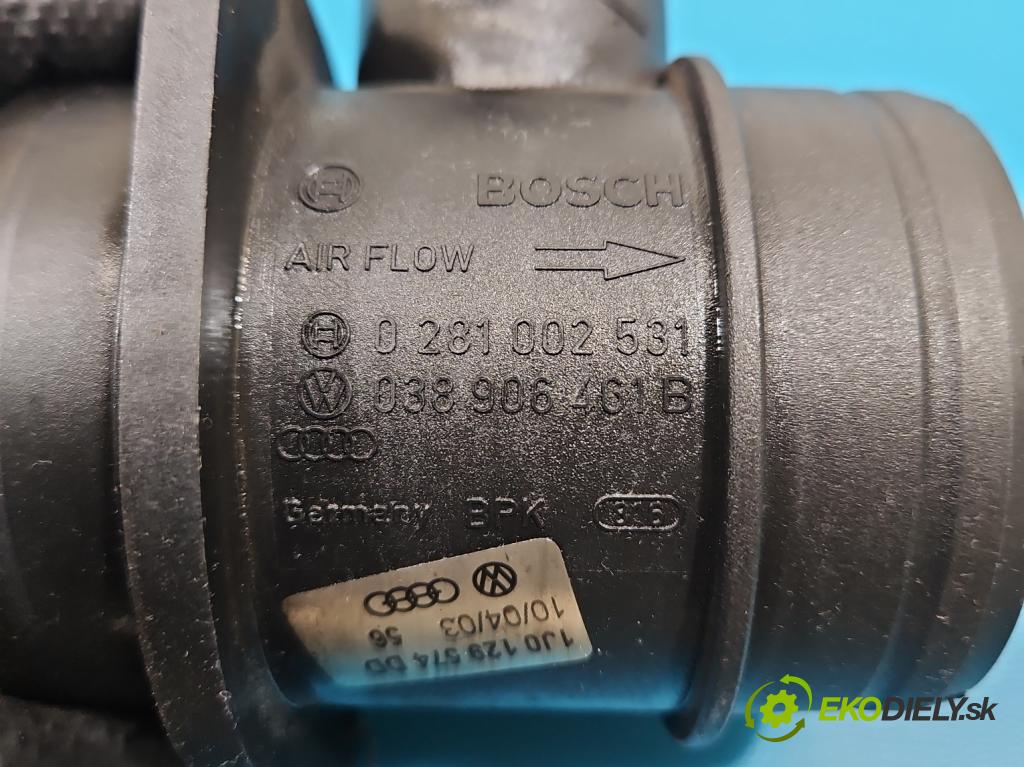 BOSCH
AIR FLOW
0 281 002 531
038 906 461 B
Germany BPK 816
1J0 129 574 DD
56
10/04/03
EKODIELY.sk